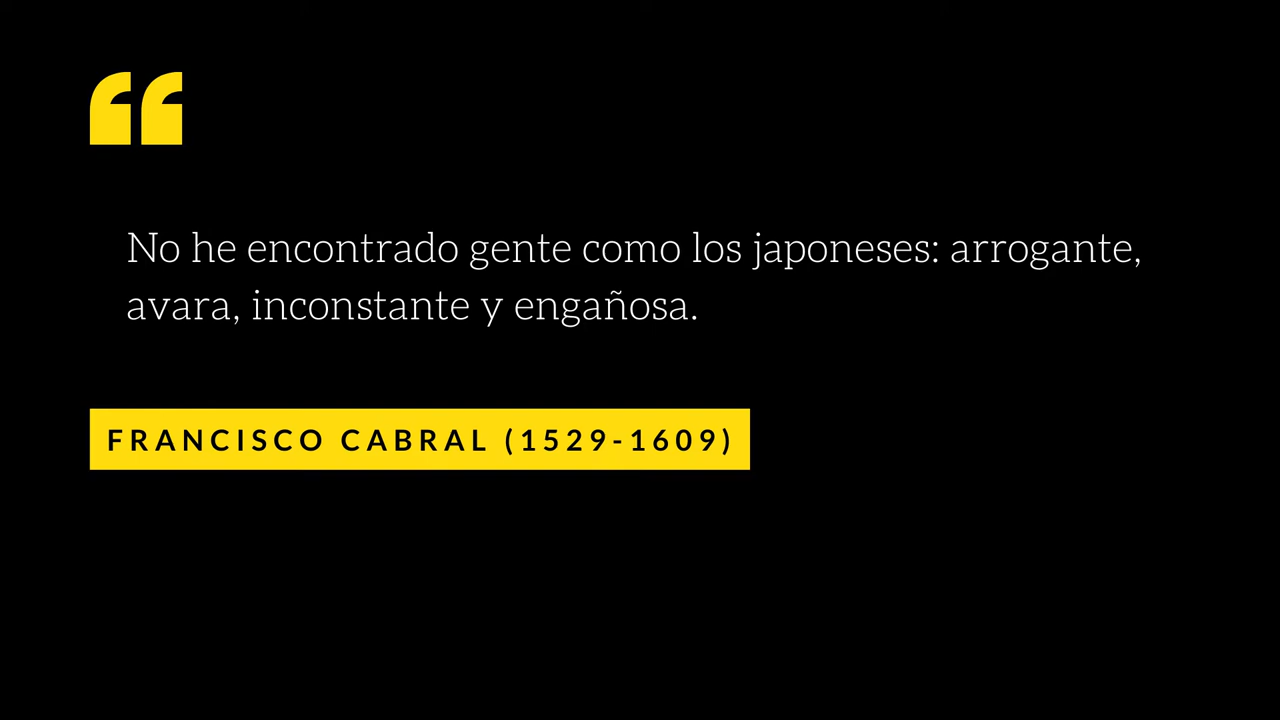 “
No he encontrado gente como los japoneses: arrogante,
avara, inconstante y engañosa.
FRANCISCO CABRAL (1529-1609)